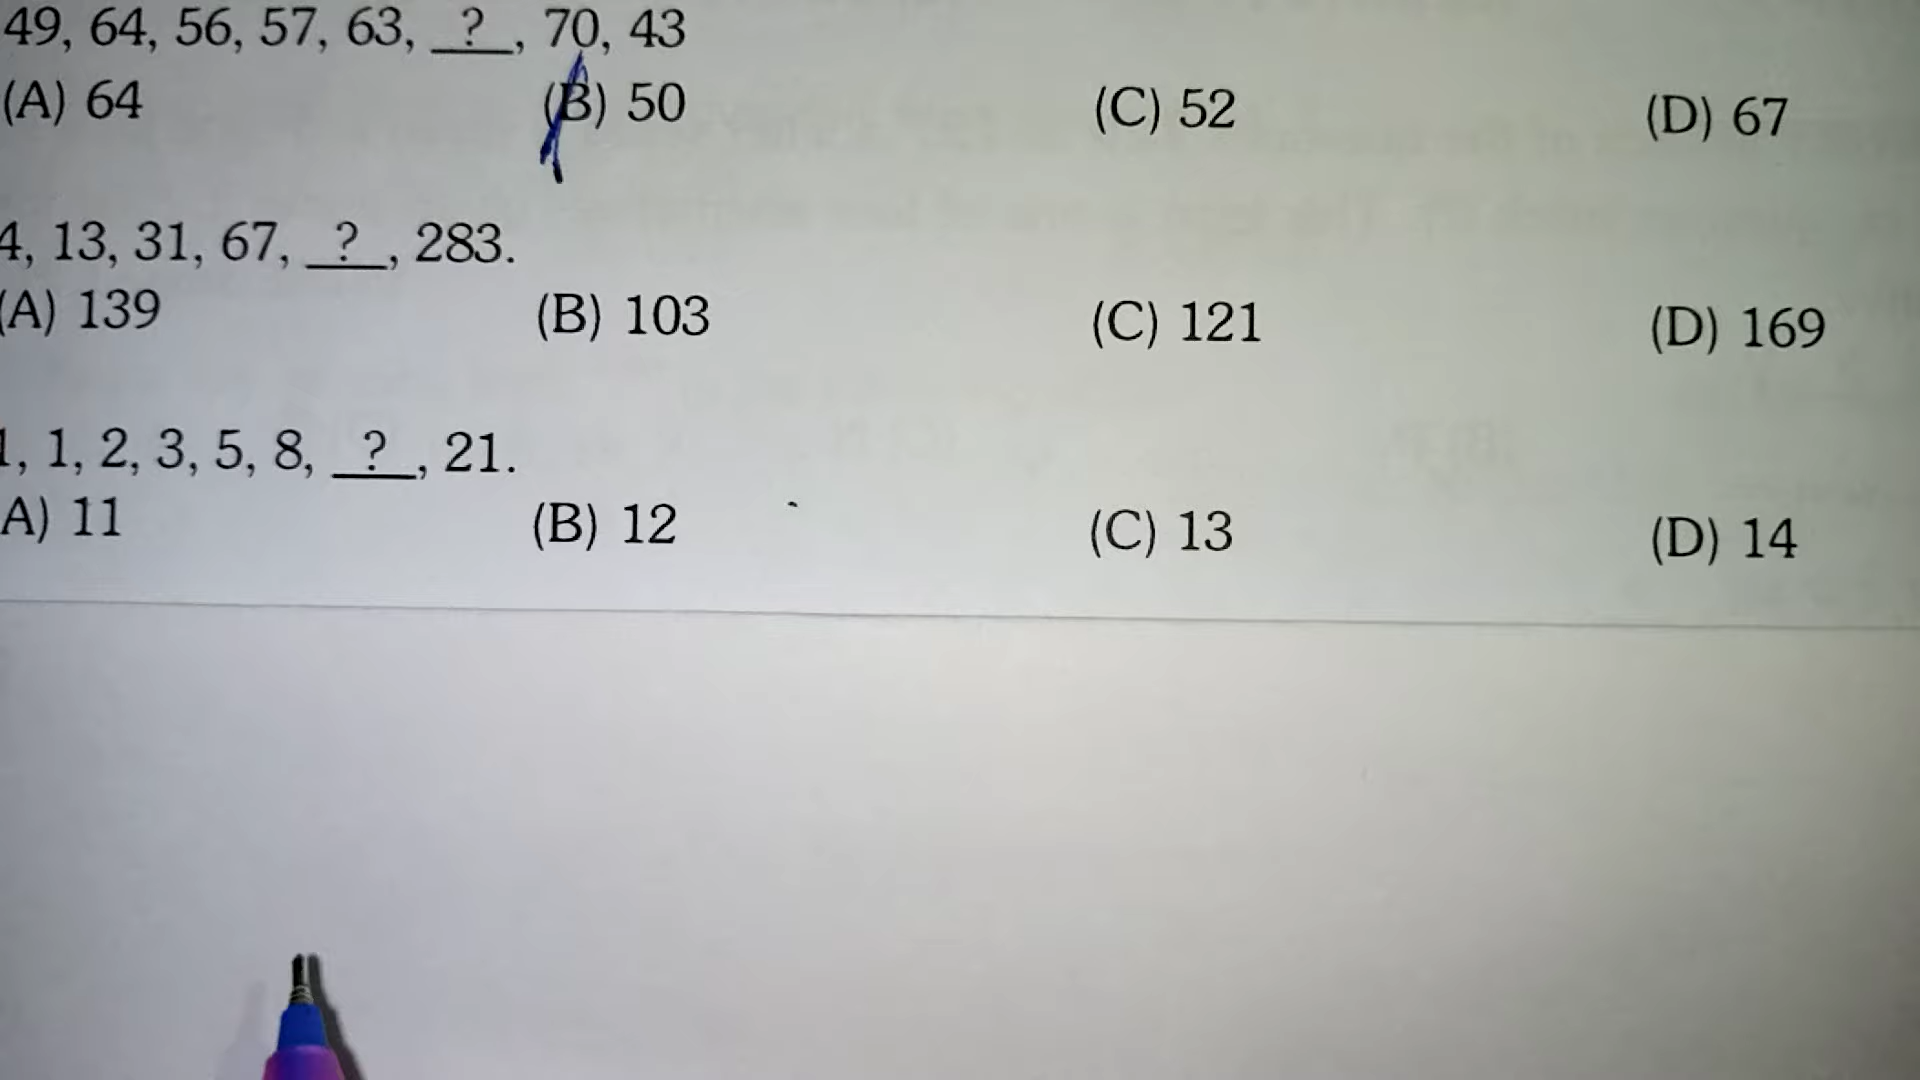 49, 64, 56, 57, 63, ?, 70, 43
(A) 64 (B) 50 (C) 52 (D) 67
4, 13, 31, 67, ?, 283.
(A) 139 (B) 103 (C) 121 (D) 169
1, 1, 2, 3, 5, 8, ?, 21.
A) 11 (B) 12 (C) 13 (D) 14